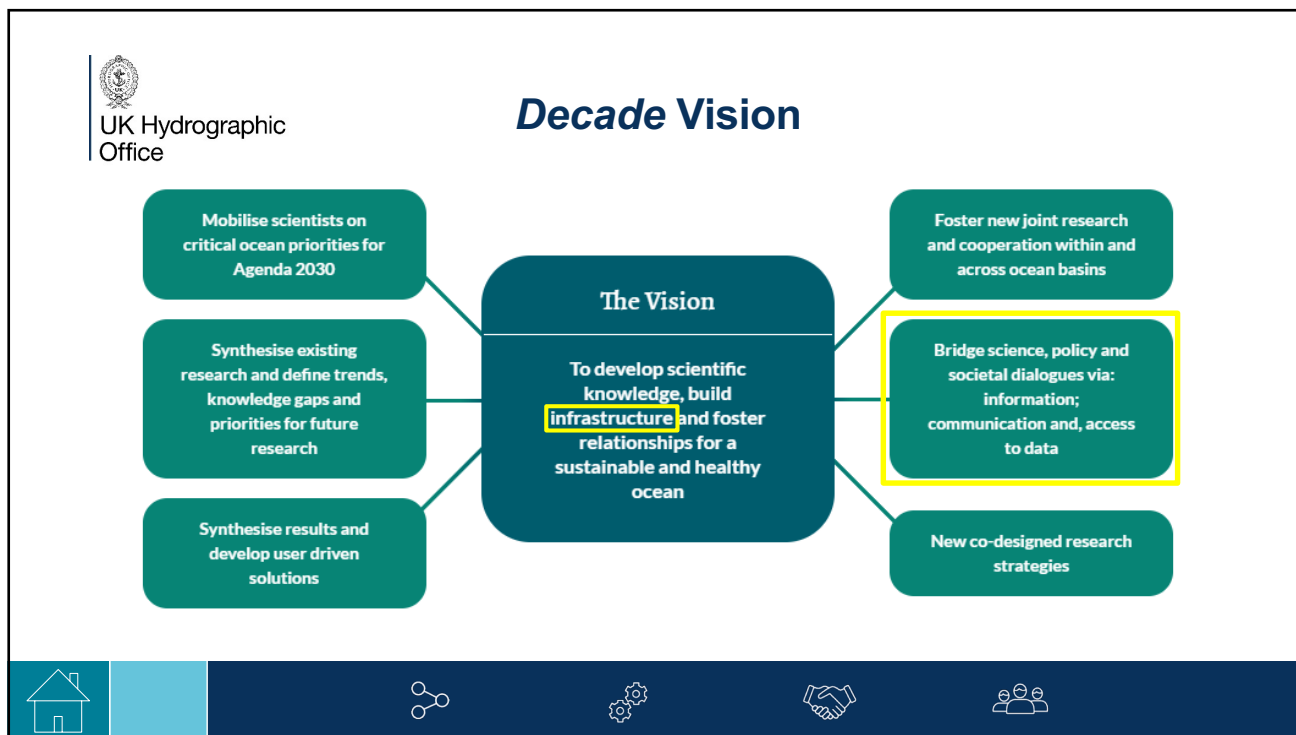 UK Hydrographic
Office
Decade Vision
Mobilise scientists on
critical ocean priorities for
Agenda 2030
Synthesise existing
research and define trends,
knowledge gaps and
priorities for future
research
Synthesise results and
develop user driven
solutions
The Vision
To develop scientific
knowledge, build
infrastructure and foster
relationships for a
sustainable and healthy
ocean
Foster new joint research
and cooperation within and
across ocean basins
Bridge science, policy and
societal dialogues via:
information;
communication and, access
to data
New co-designed research
strategies